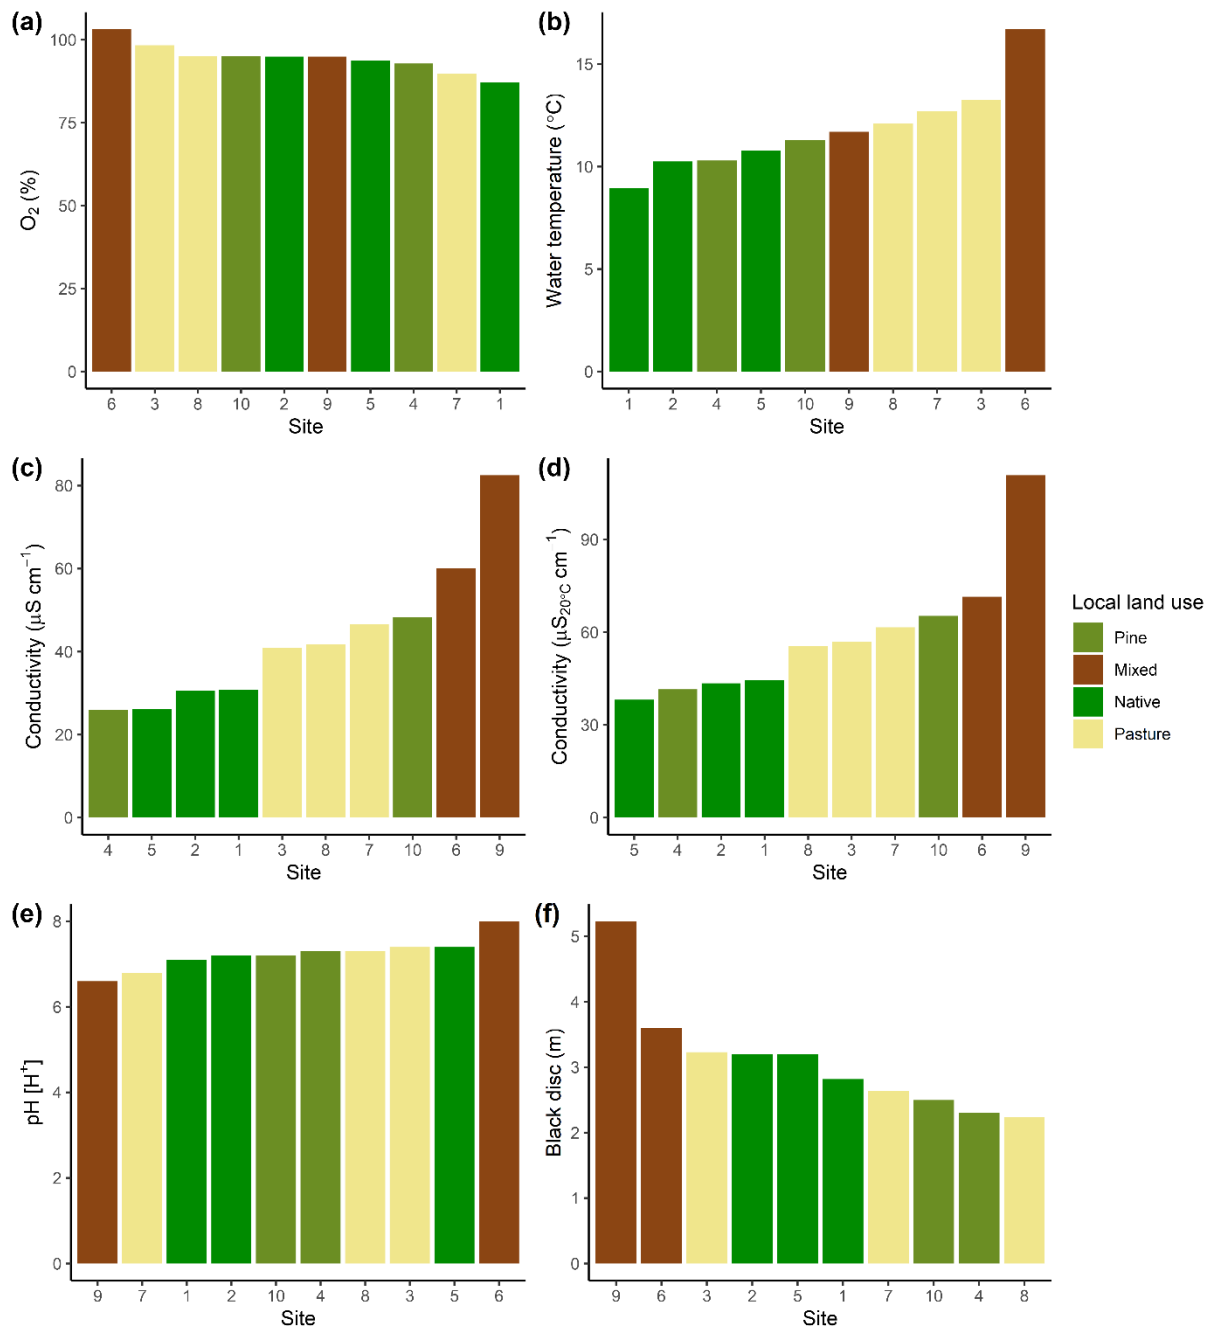 (a)
100
75
50
25
0
O₂ (%)
6 3 8 10 2 9 5 4 7 1
Site
(b)
15
10
5
0
Water temperature (°C)
1 2 4 5 10 9 8 7 3 6
Site
(c)
80
60
40
20
0
Conductivity (μS cm⁻¹)
4 5 2 1 3 8 7 10 6 9
Site
(d)
90
60
30
0
Conductivity (μS₂₀°C cm⁻¹)
5 4 2 1 8 3 7 10 6 9
Site
Local land use
Pine
Mixed
Native
Pasture
(e)
8
6
4
2
0
pH [H⁺]
9 7 1 2 10 4 8 3 5 6
Site
(f)
5
4
3
2
1
0
Black disc (m)
9 6 3 2 5 1 7 10 4 8
Site